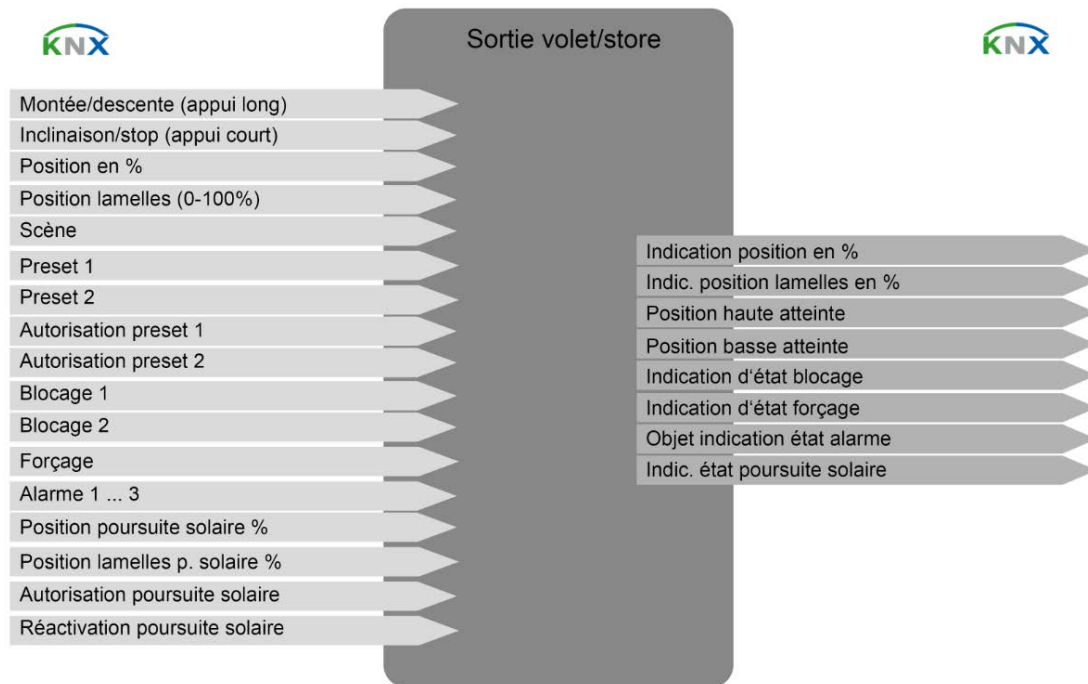 KNX
Sortie volet/store
KNX
Montée/descente (appui long)
Inclinaison/stop (appui court)
Position en %
Position lamelles (0-100%)
Scène
Preset 1
Preset 2
Autorisation preset 1
Autorisation preset 2
Blocage 1
Blocage 2
Forçage
Alarme 1 ... 3
Position poursuite solaire %
Position lamelles p. solaire %
Autorisation poursuite solaire
Réactivation poursuite solaire
Indication position en %
Indic. position lamelles en %
Position haute atteinte
Position basse atteinte
Indication d‘état blocage
Indication d‘état forçage
Objet indication état alarme
Indic. état poursuite solaire